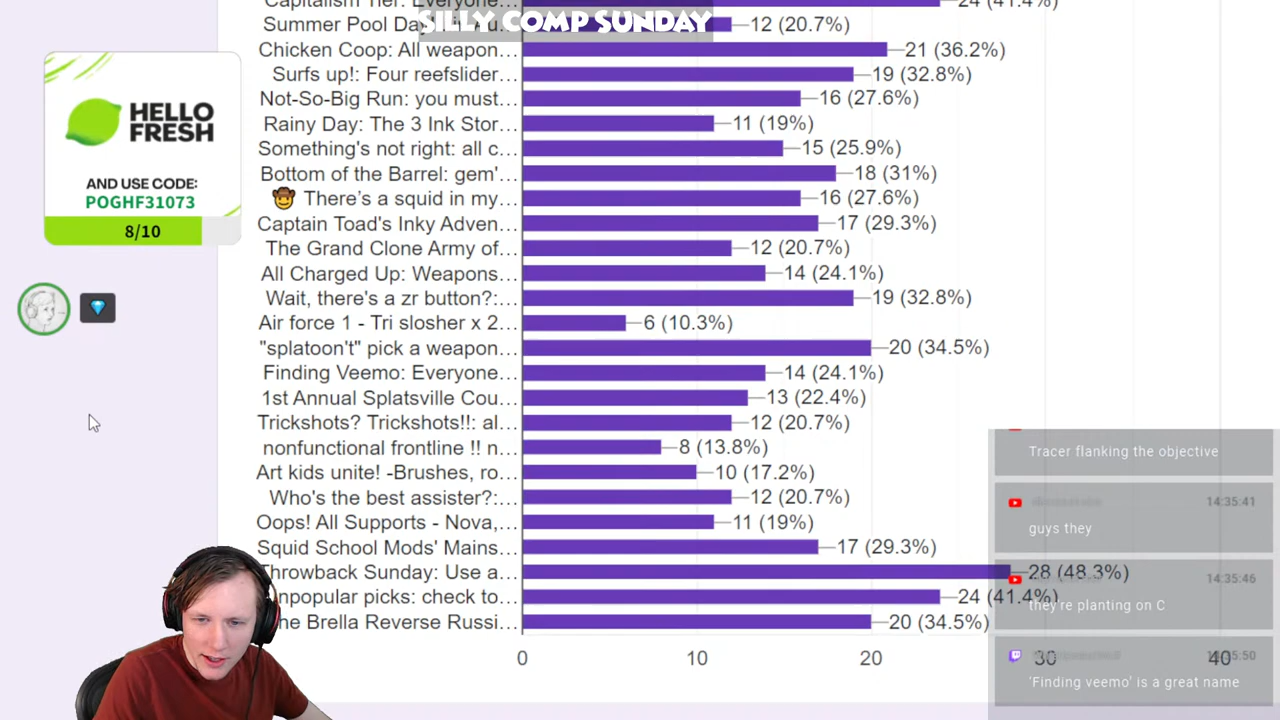 SILLY COMP SUNDAY
Capitalism Tier: Everyone... 24 (41.4%)
Summer Pool Day 12 (20.7%)
Chicken Coop: All weapon... 21 (36.2%)
Surfs up!: Four reefslider... 19 (32.8%)
Not-So-Big Run: you must... 16 (27.6%)
Rainy Day: The 3 Ink Stor... 11 (19%)
Something's not right: all c... 15 (25.9%)
Bottom of the Barrel: gem'... 18 (31%)
🤠 There’s a squid in my... 16 (27.6%)
Captain Toad's Inky Adven... 17 (29.3%)
The Grand Clone Army of... 12 (20.7%)
All Charged Up: Weapons... 14 (24.1%)
Wait, there's a zr button?:... 19 (32.8%)
Air force 1 - Tri slosher x 2... 6 (10.3%)
"splatoon't" pick a weapon... 20 (34.5%)
Finding Veemo: Everyone... 14 (24.1%)
1st Annual Splatsville Cou... 13 (22.4%)
Trickshots? Trickshots!!: al... 12 (20.7%)
nonfunctional frontline !! n... 8 (13.8%)
Art kids unite! -Brushes, ro... 10 (17.2%)
Who's the best assister?:... 12 (20.7%)
Oops! All Supports - Nova,... 11 (19%)
Squid School Mods' Mains... 17 (29.3%)
Throwback Sunday: Use a... 28 (48.3%)
npopular picks: check to... 24 (41.4%)
he Brella Reverse Russi... 20 (34.5%)
0 10 20 30 40
HELLO
FRESH
AND USE CODE:
POGHF31073
8/10
Tracer flanking the objective
14:35:41
guys they
14:35:46
they're planting on C
14:35:50
'Finding veemo' is a great name